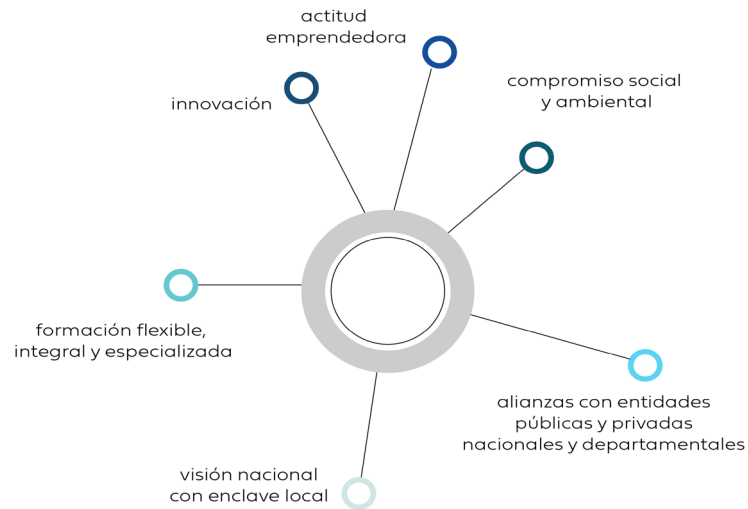 actitud
emprendedora
innovación
compromiso social
y ambiental
formación flexible,
integral y especializada
alianzas con entidades
públicas y privadas
nacionales y departamentales
visión nacional
con enclave local